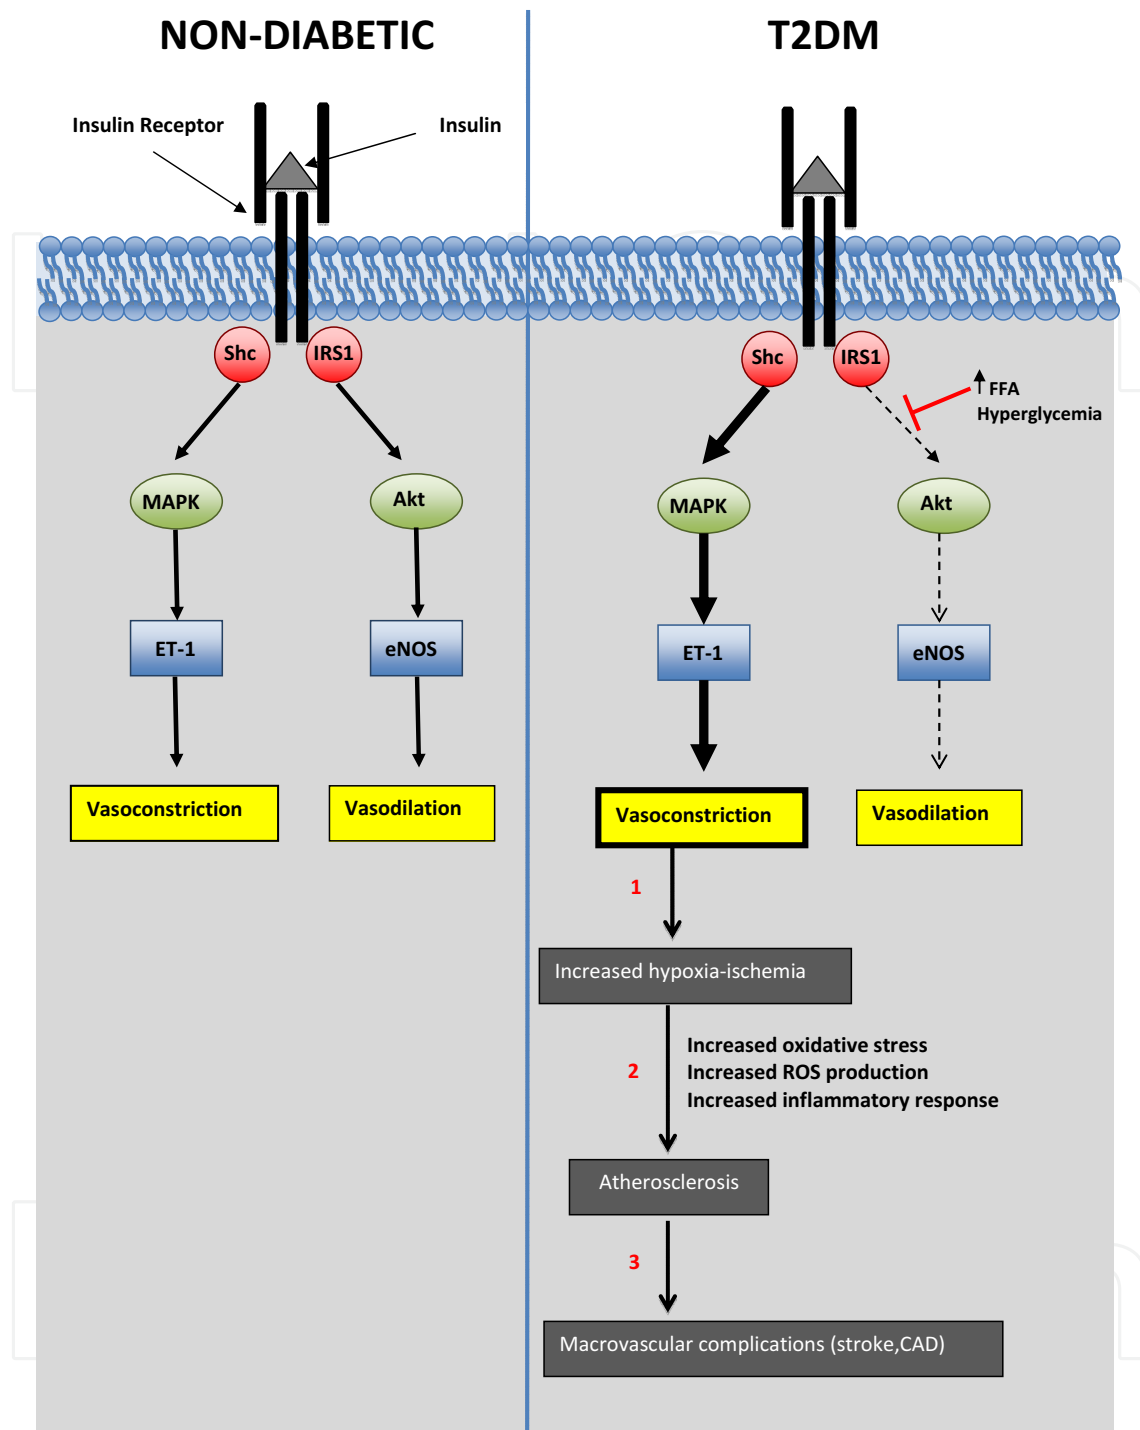 NON-DIABETIC
Insulin Receptor
Insulin
Shc
IRS1
MAPK
Akt
ET-1
eNOS
Vasoconstriction
Vasodilation
T2DM
Shc
IRS1
FFA
Hyperglycemia
MAPK
Akt
ET-1
eNOS
Vasoconstriction
Vasodilation
1
Increased hypoxia-ischemia
2
Increased oxidative stress
Increased ROS production
Increased inflammatory response
Atherosclerosis
3
Macrovascular complications (stroke,CAD)